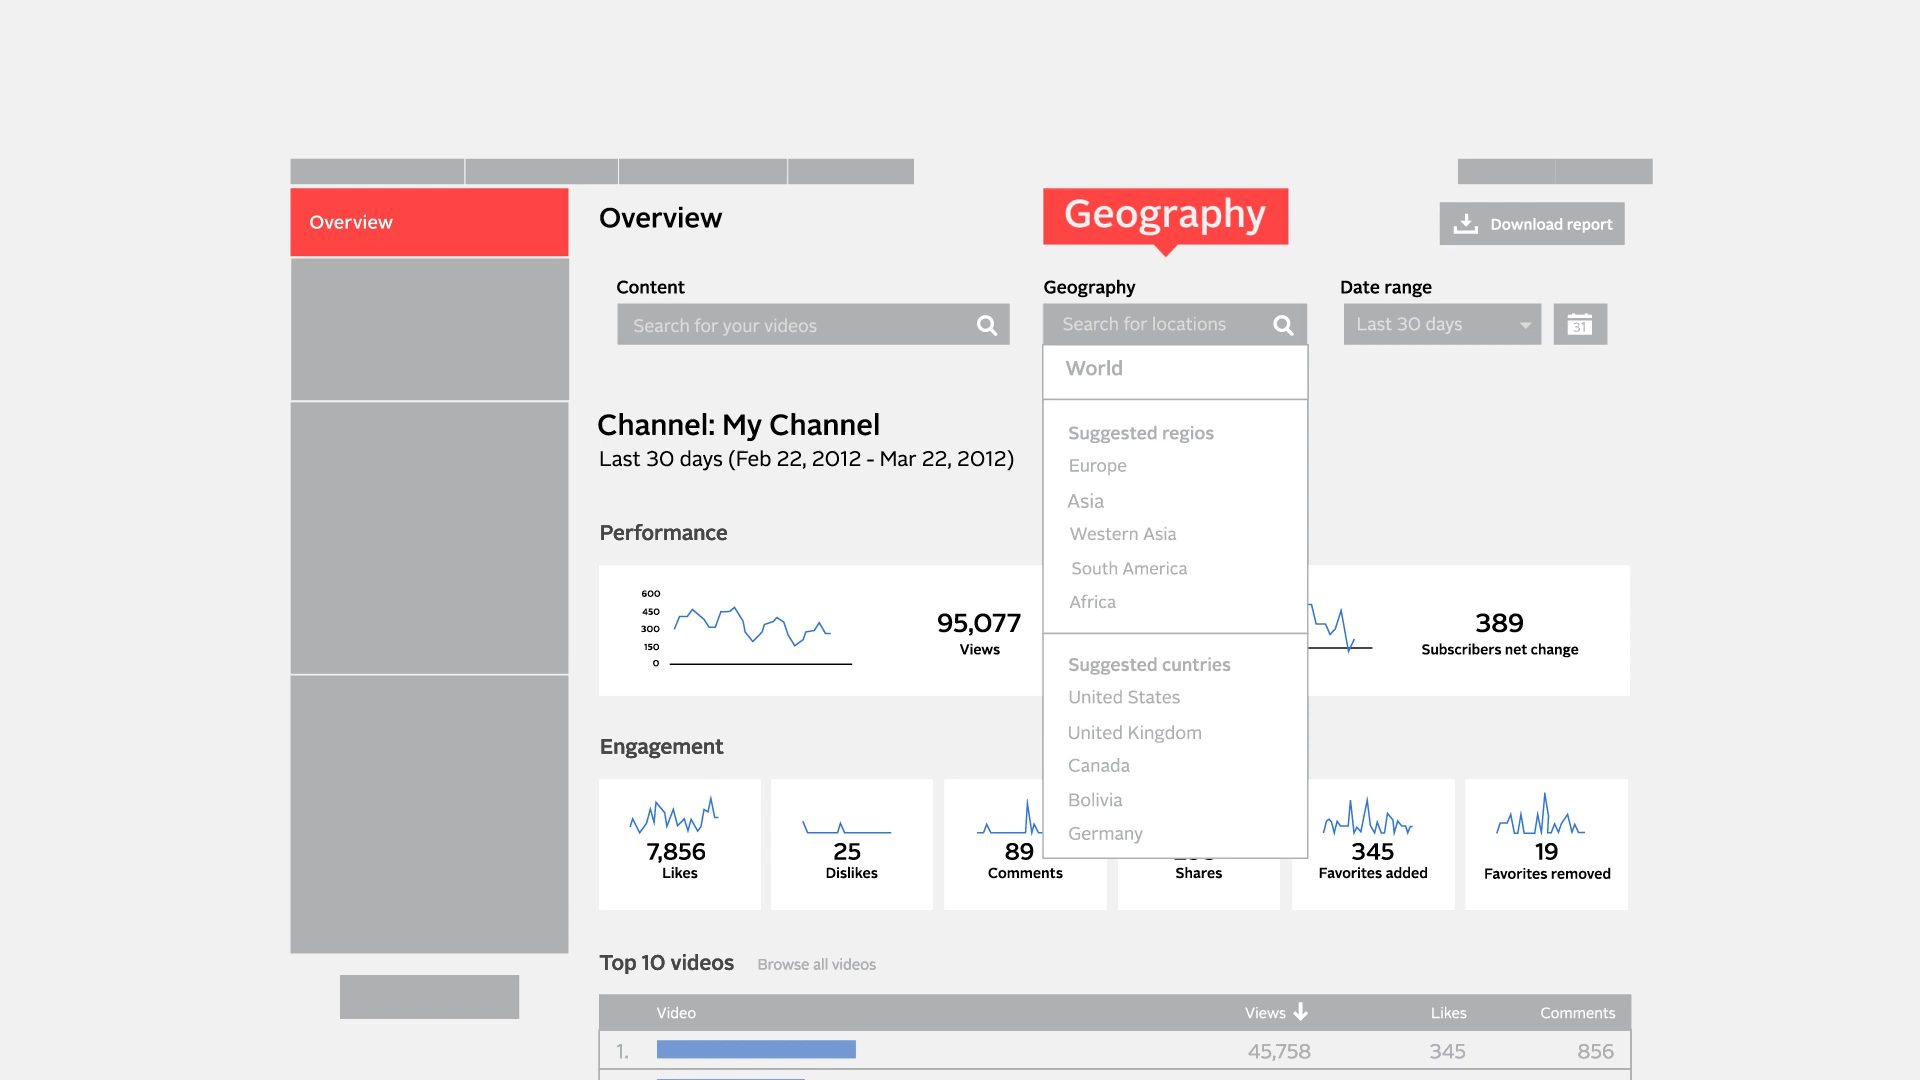 Overview
Overview
Geography
Download report
Content
Geography
Date range
Search for your videos
Search for locations
Last 30 days
31
World
Channel: My Channel
Last 30 days (Feb 22, 2012 - Mar 22, 2012)
Suggested regios
Europe
Asia
Western Asia
South America
Africa
Suggested cuntries
United States
United Kingdom
Canada
Bolivia
Germany
Performance
600
450
300
150
0
95,077
Views
389
Subscribers net change
Engagement
7,856
Likes
25
Dislikes
89
Comments
Shares
345
Favorites added
19
Favorites removed
Top 10 videos Browse all videos
Video Views Likes Comments
1. 45,758 345 856